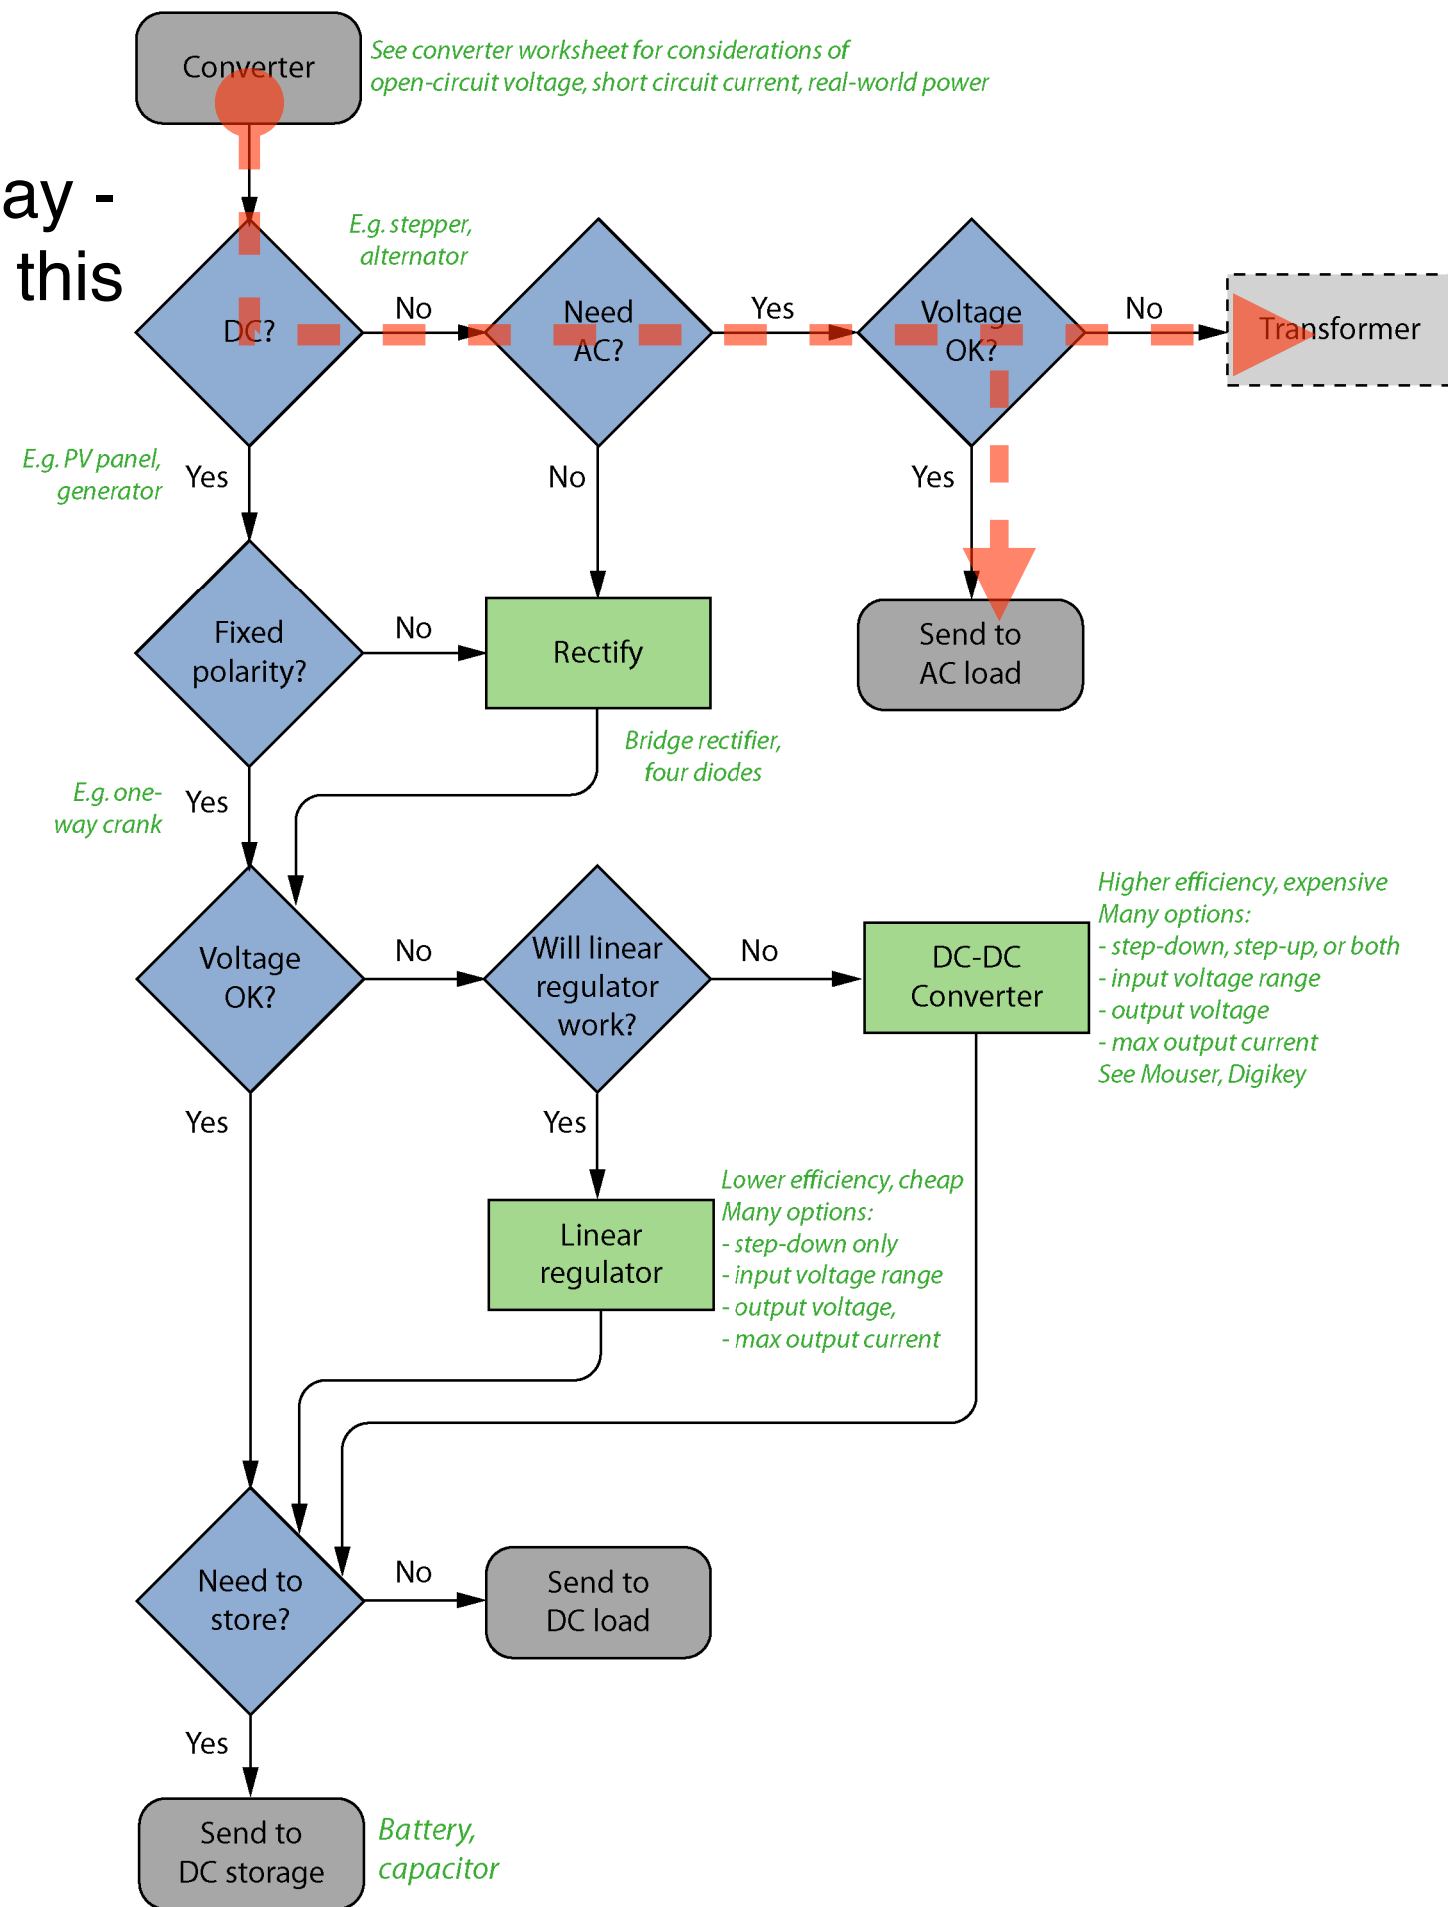 Converter
See converter worksheet for considerations of
open-circuit voltage, short circuit current, real-world power
ay -
this
E.g. stepper,
alternator
DC?
No
Need
AC?
Yes
Voltage
OK?
No
Transformer
E.g. PV panel,
generator
Yes
No
Yes
Fixed
polarity?
No
Rectify
Send to
AC load
Bridge rectifier,
four diodes
E.g. one-
way crank
Yes
Voltage
OK?
No
Will linear
regulator
work?
No
DC-DC
Converter
Higher efficiency, expensive
Many options:
- step-down, step-up, or both
- input voltage range
- output voltage
- max output current
See Mouser, Digikey
Yes
Yes
Linear
regulator
Lower efficiency, cheap
Many options:
- step-down only
- input voltage range
- output voltage,
- max output current
Need to
store?
No
Send to
DC load
Yes
Send to
DC storage
Battery,
capacitor